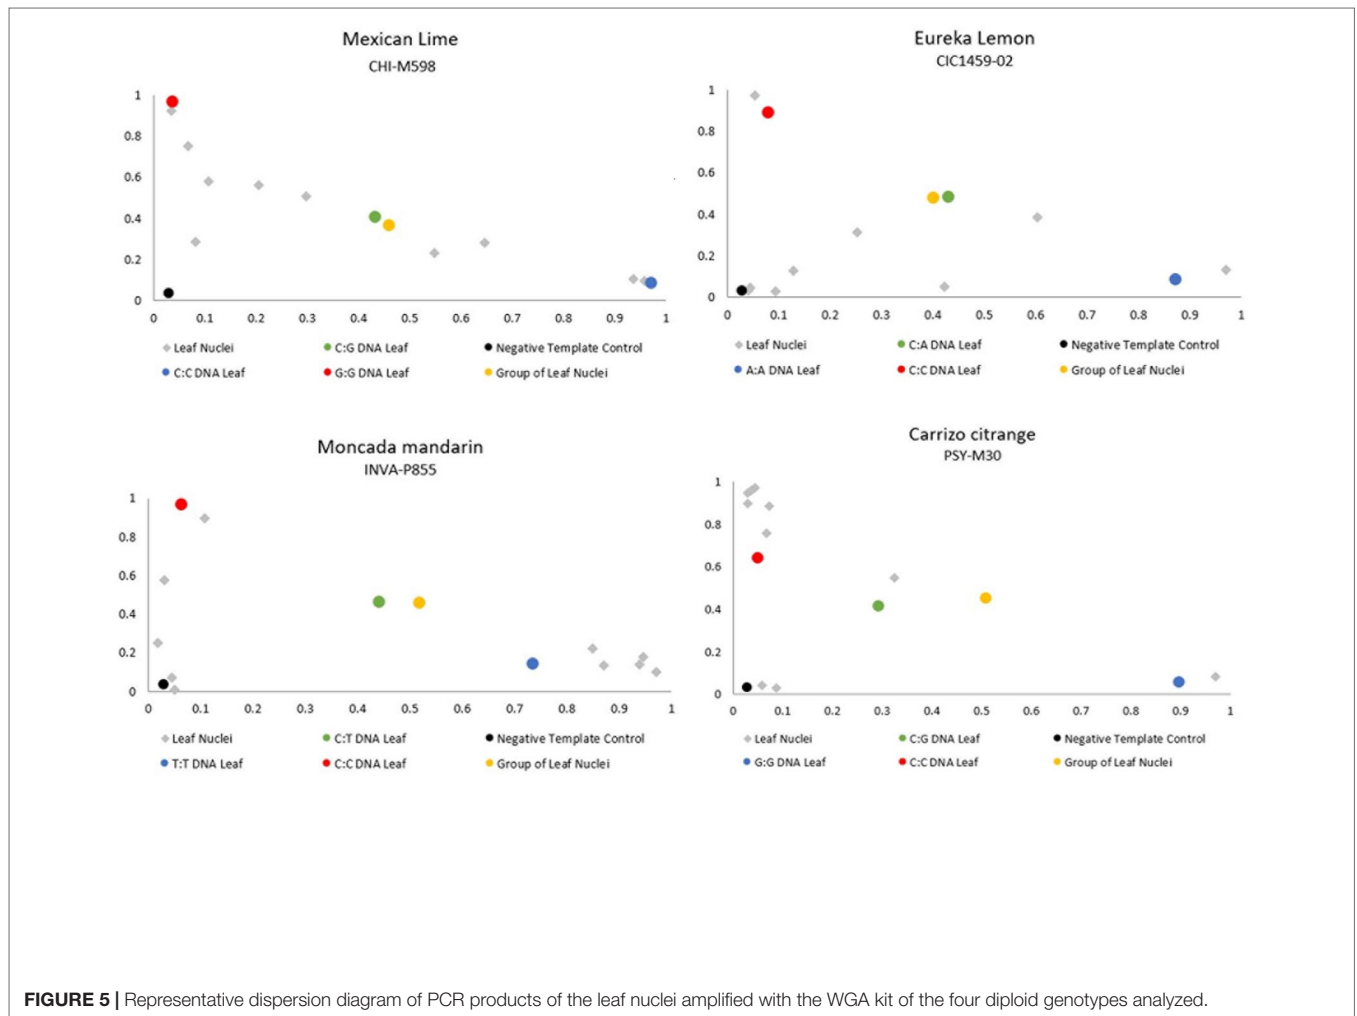 Mexican Lime
CHI-M598
1
0.8
0.6
0.4
0.2
0
0 0.1 0.2 0.3 0.4 0.5 0.6 0.7 0.8 0.9 1
Leaf Nuclei C:G DNA Leaf Negative Template Control
C:C DNA Leaf G:G DNA Leaf Group of Leaf Nuclei
Eureka Lemon
CIC1459-02
1
0.8
0.6
0.4
0.2
0
0 0.1 0.2 0.3 0.4 0.5 0.6 0.7 0.8 0.9 1
Leaf Nuclei C:A DNA Leaf Negative Template Control
A:A DNA Leaf C:C DNA Leaf Group of Leaf Nuclei
Moncada mandarin
INVA-P855
1
0.8
0.6
0.4
0.2
0
0 0.1 0.2 0.3 0.4 0.5 0.6 0.7 0.8 0.9 1
Leaf Nuclei C:T DNA Leaf Negative Template Control
T:T DNA Leaf C:C DNA Leaf Group of Leaf Nuclei
Carrizo citrange
PSY-M30
1
0.8
0.6
0.4
0.2
0
0 0.1 0.2 0.3 0.4 0.5 0.6 0.7 0.8 0.9 1
Leaf Nuclei C:G DNA Leaf Negative Template Control
G:G DNA Leaf C:C DNA Leaf Group of Leaf Nuclei
FIGURE 5 | Representative dispersion diagram of PCR products of the leaf nuclei amplified with the WGA kit of the four diploid genotypes analyzed.